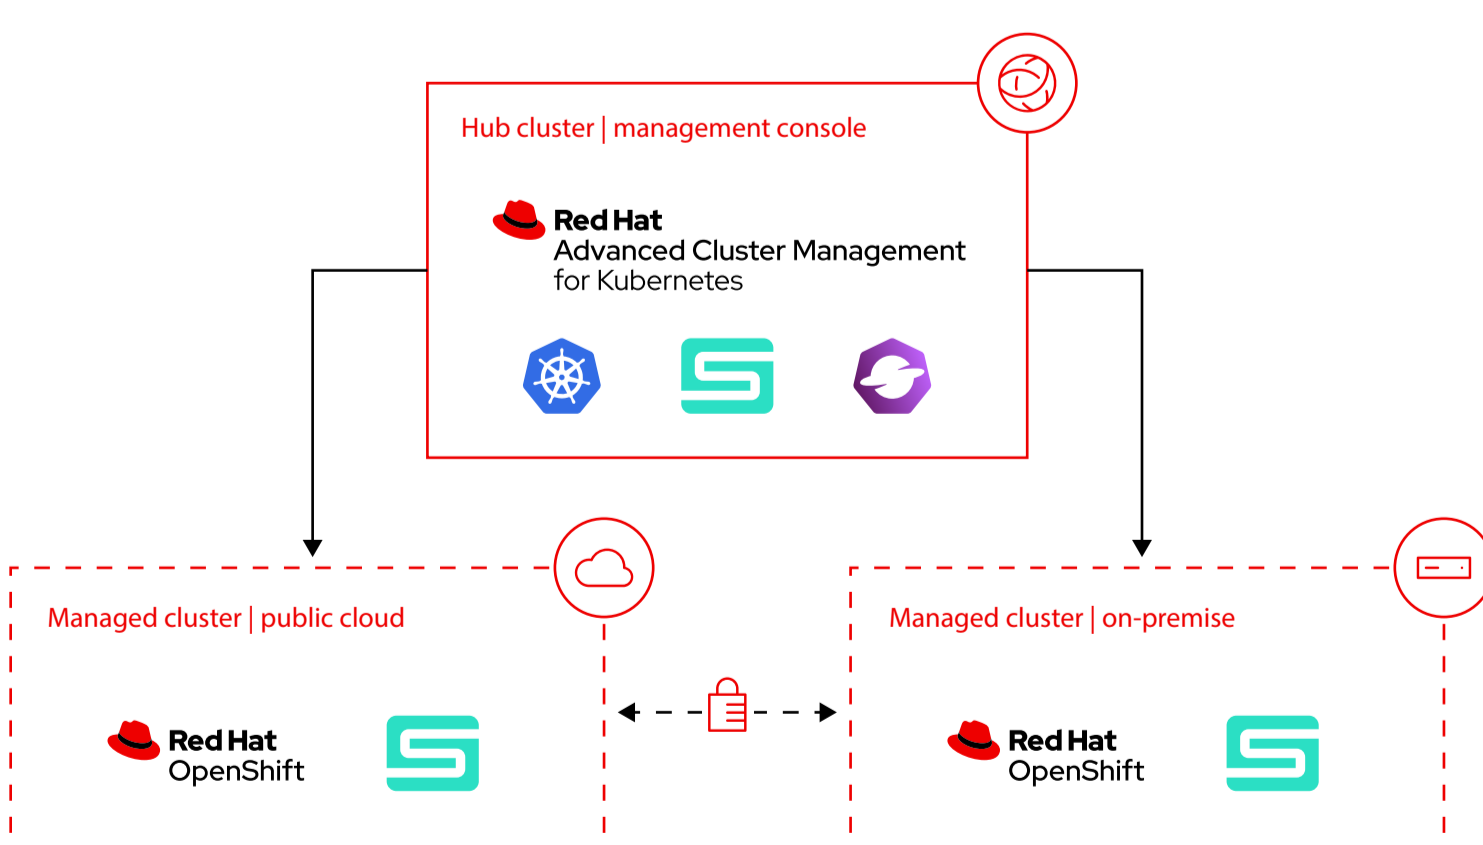 Hub cluster | management console
Red Hat
Advanced Cluster Management
for Kubernetes
Managed cluster | public cloud
Managed cluster | on-premise
Red Hat
OpenShift
Red Hat
OpenShift